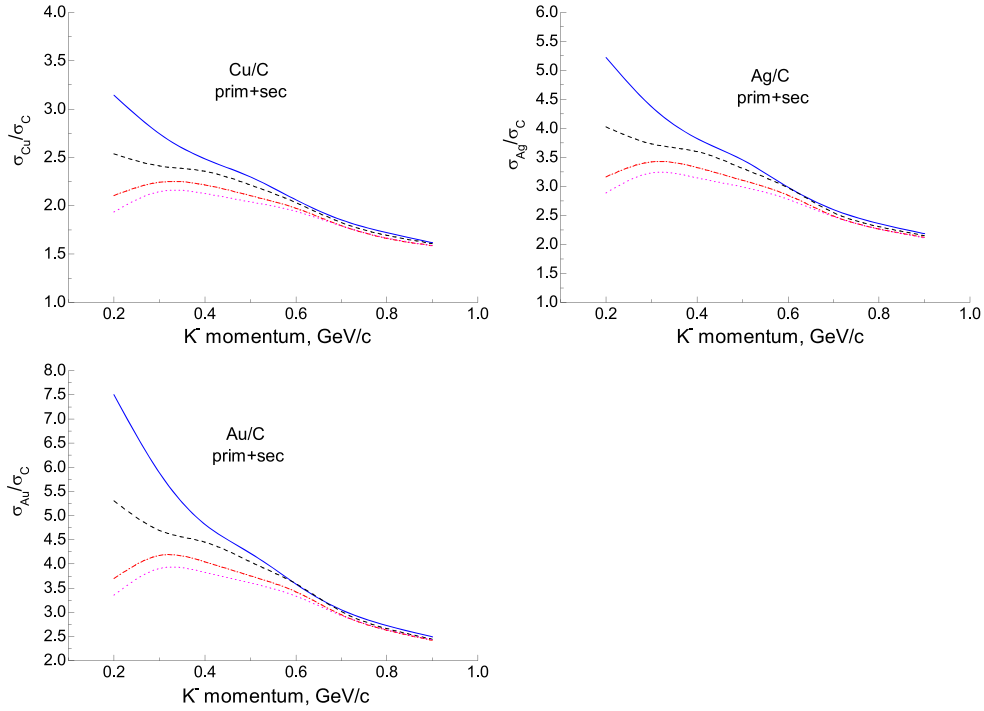 4.0
3.5
3.0
2.5
2.0
1.5
1.0
σCu/σC
Cu/C
prim+sec
0.2 0.4 0.6 0.8 1.0
K- momentum, GeV/c
6.0
5.5
5.0
4.5
4.0
3.5
3.0
2.5
2.0
1.5
1.0
σAg/σC
Ag/C
prim+sec
0.2 0.4 0.6 0.8 1.0
K- momentum, GeV/c
8.0
7.5
7.0
6.5
6.0
5.5
5.0
4.5
4.0
3.5
3.0
2.5
2.0
σAu/σC
Au/C
prim+sec
0.2 0.4 0.6 0.8 1.0
K- momentum, GeV/c